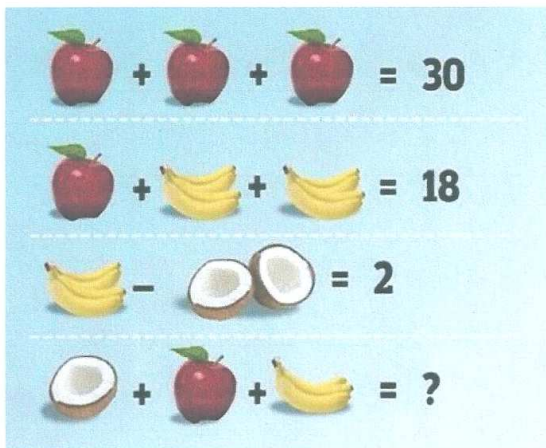 + + = 30
+ + = 18
− = 2
+ + = ?